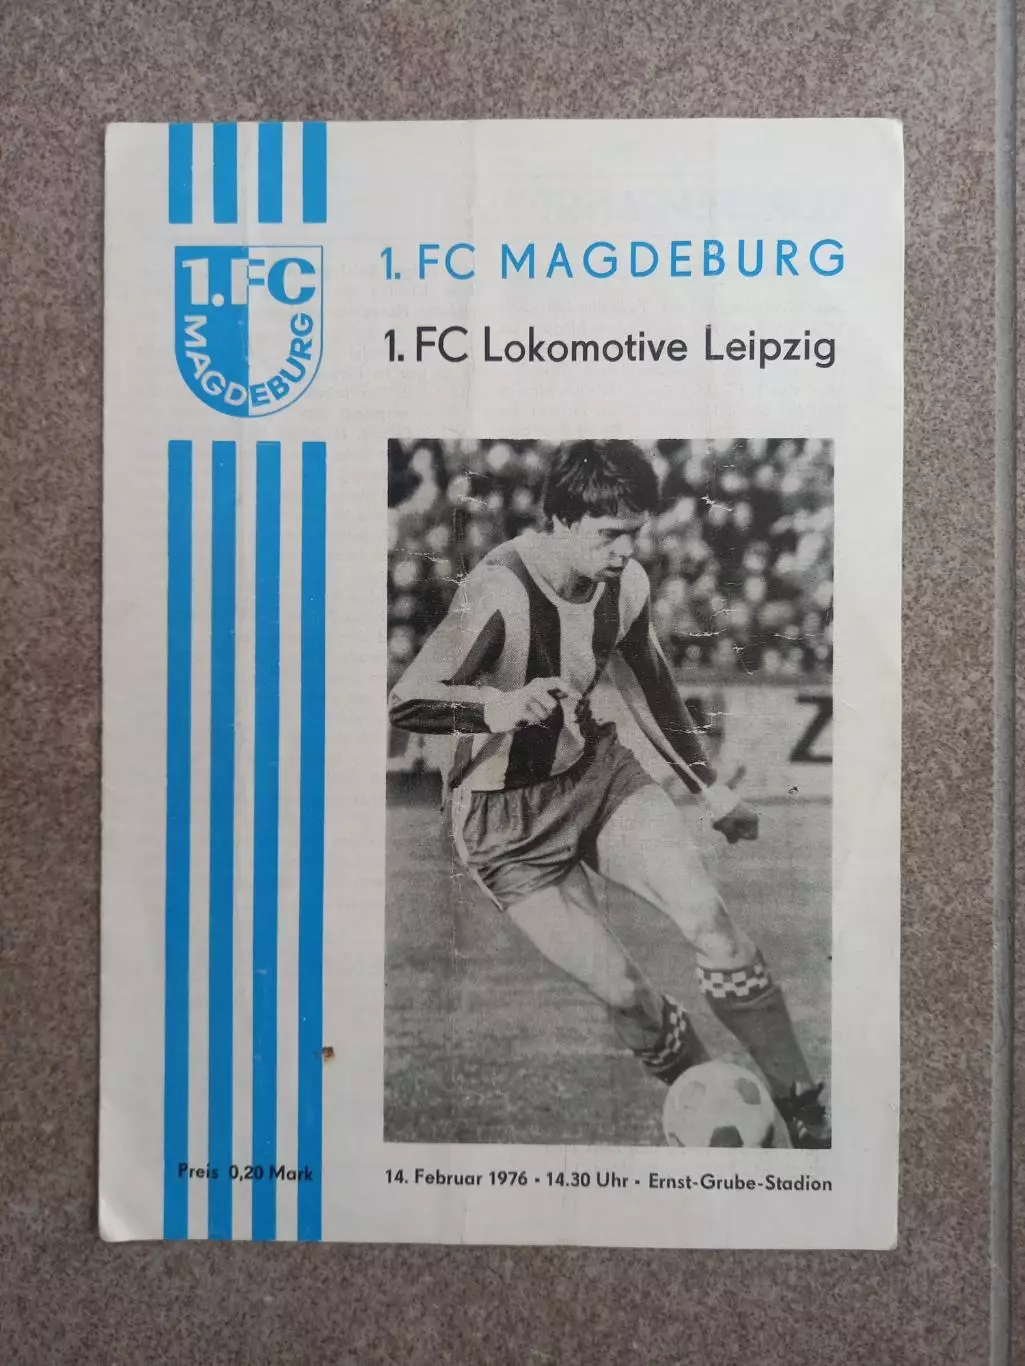 1. FC MAGDEBURG
1.FC
MAGDEBURG
1. FC Lokomotive Leipzig
Preis 0,20 Mark
14. Februar 1976 • 14.30 Uhr • Ernst-Grube-Stadion